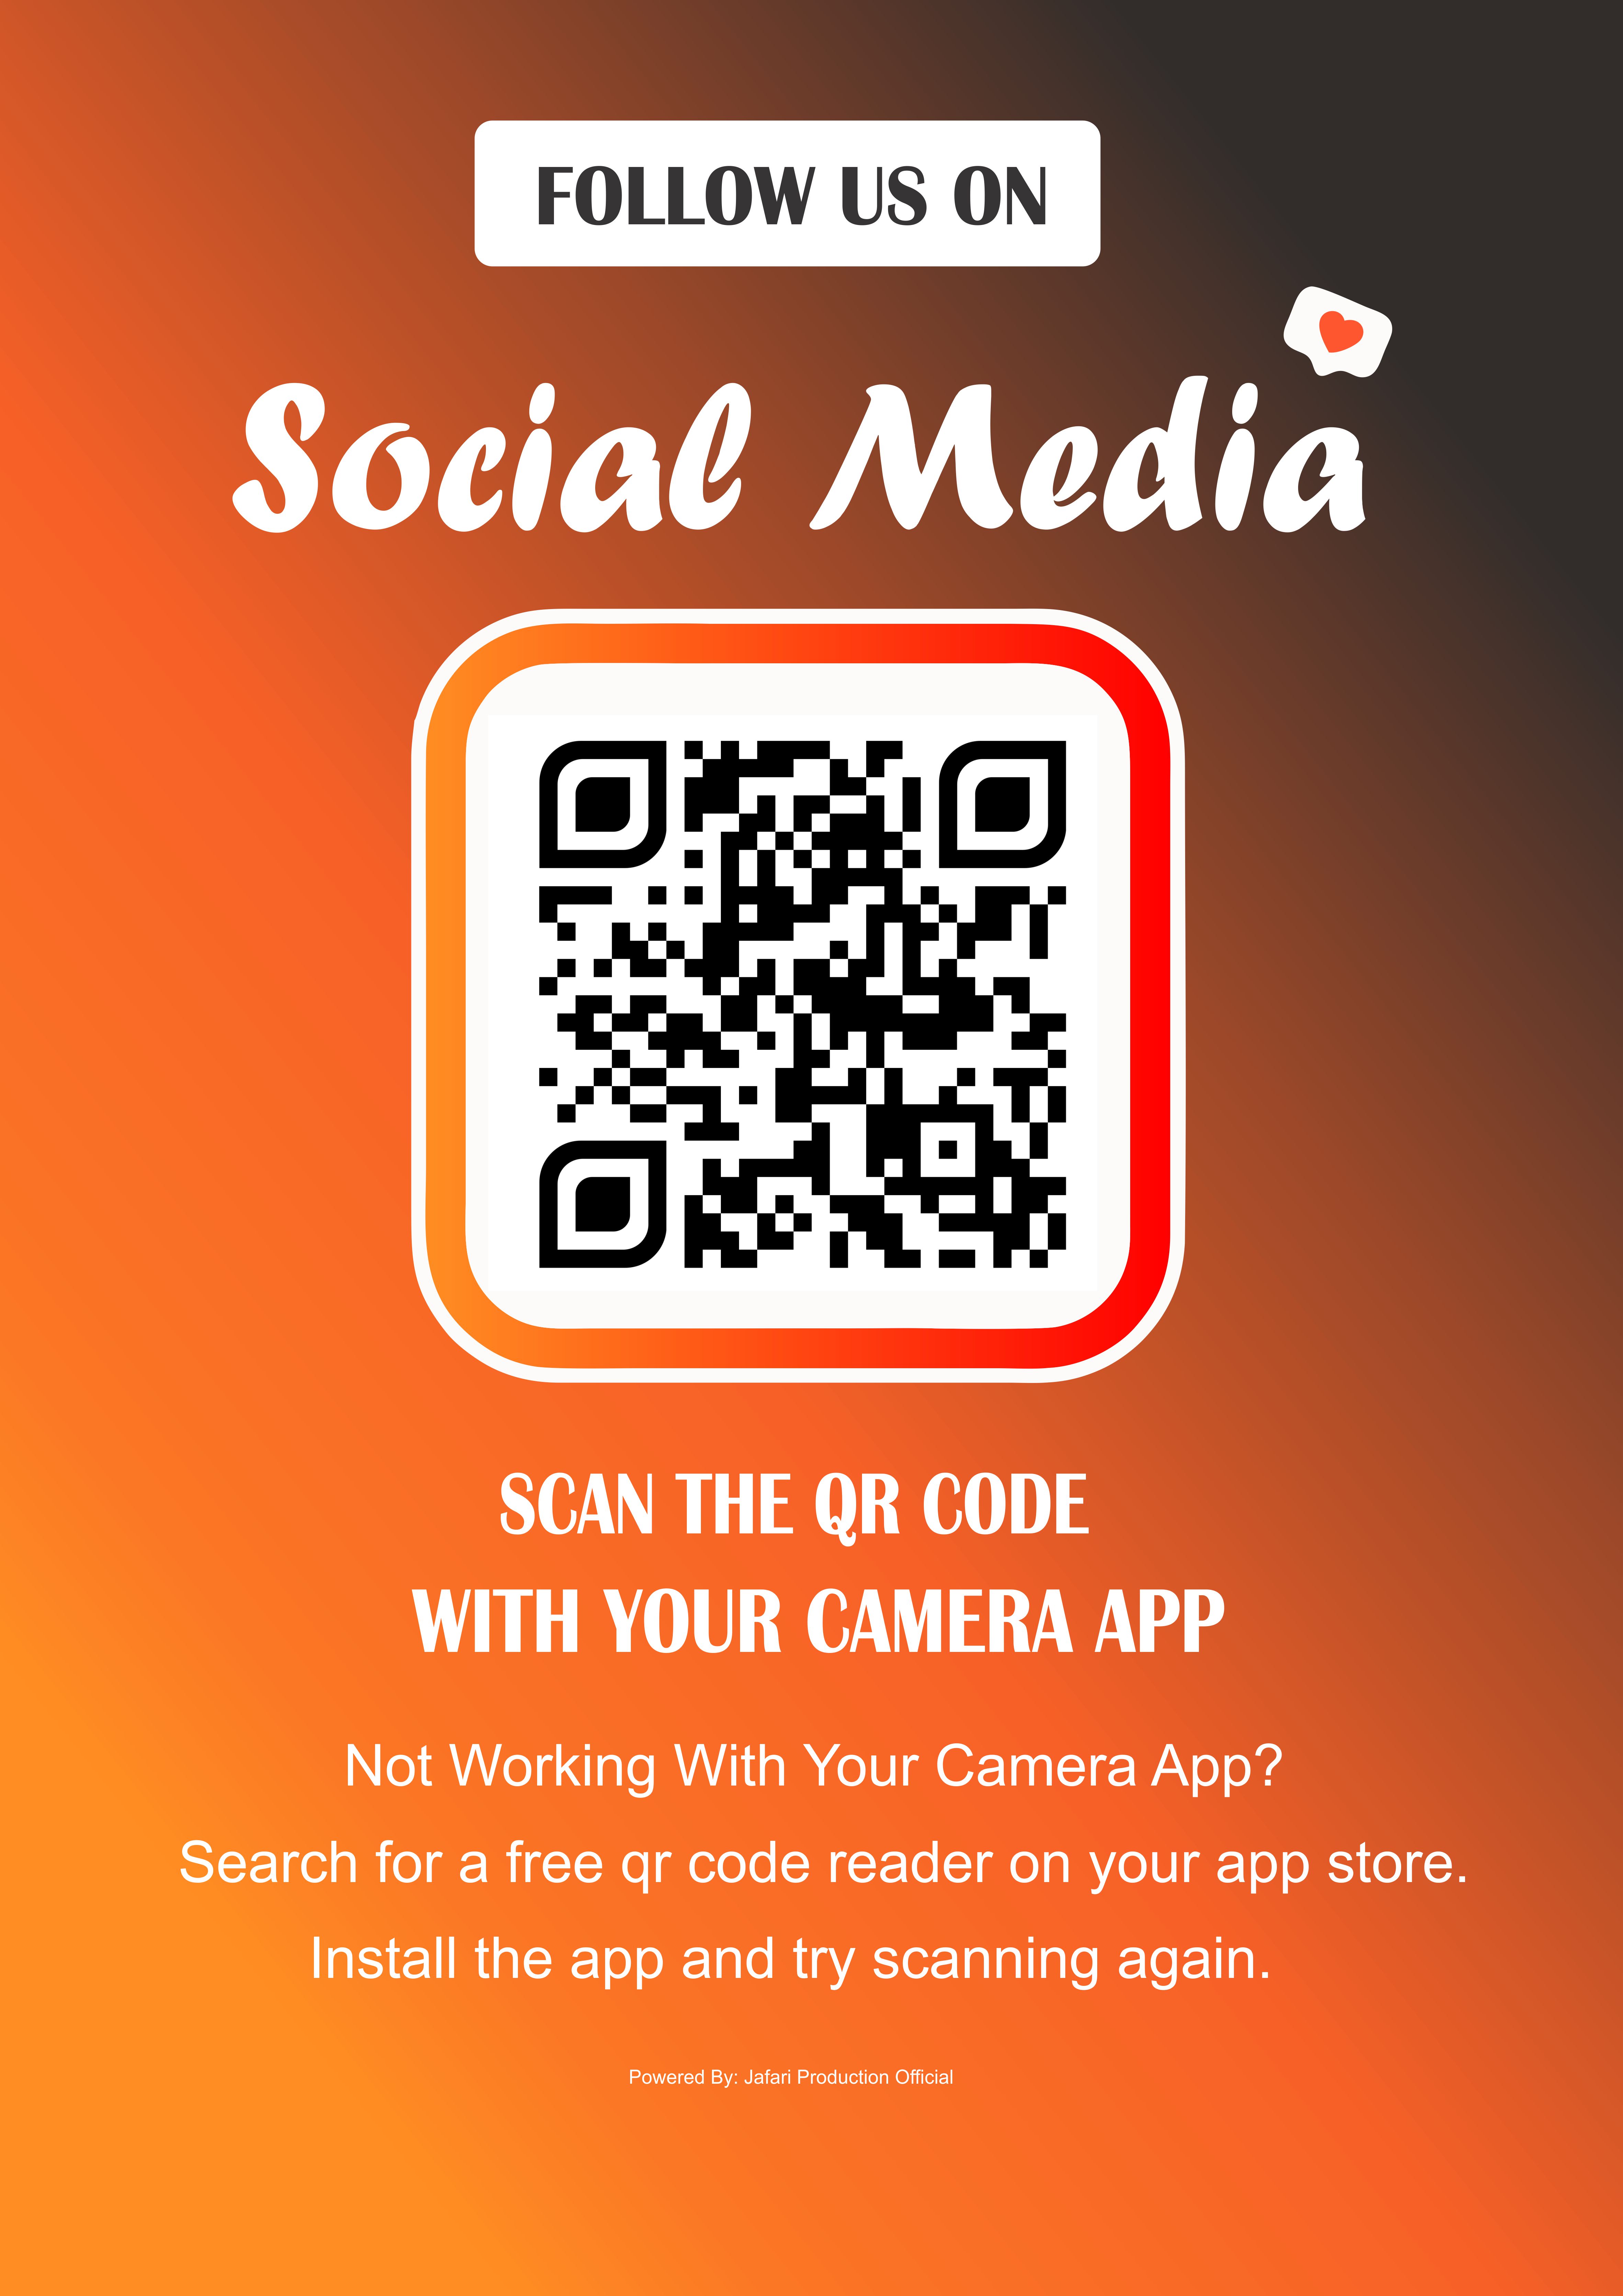 FOLLOW US ON
Social Media
SCAN THE QR CODE
WITH YOUR CAMERA APP
Not Working With Your Camera App?
Search for a free qr code reader on your app store.
Install the app and try scanning again.
Powered By: Jafari Production Official